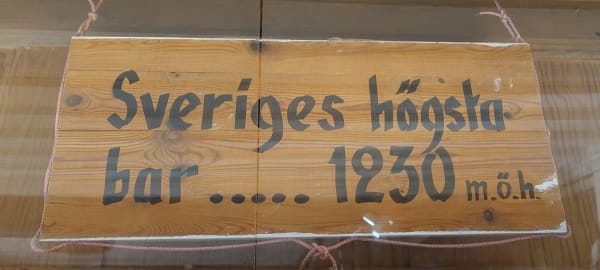 Sveriges högsta
bar ..... 1230 m.ö.h.